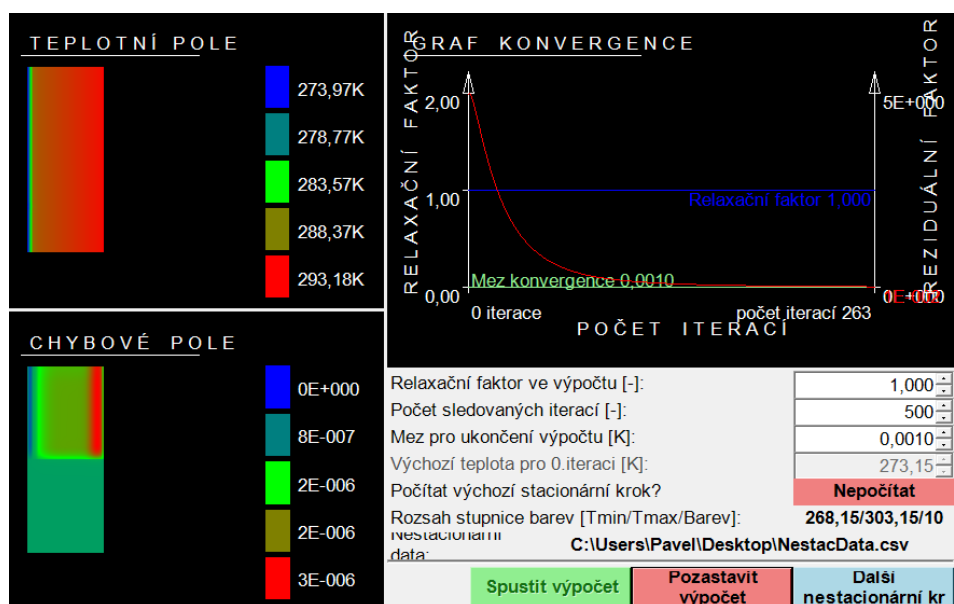 TEPLOTNÍ POLE
273,97K
278,77K
283,57K
288,37K
293,18K
CHYBOVÉ POLE
0E+000
8E-007
2E-006
2E-006
3E-006
GRAF KONVERGENCE
RELAXAČNÍ FAKTOR
REZIDUÁLNÍ FAKTOR
2,00
5E+000
1,00
Relaxační faktor 1,000
Mez konvergence 0,0010
0,00
0 iterace
počet iterací 263
POČET ITERACÍ
Relaxační faktor ve výpočtu [-]: 1,000
Počet sledovaných iterací [-]: 500
Mez pro ukončení výpočtu [K]: 0,0010
Výchozí teplota pro 0.iteraci [K]: 273,15
Počítat výchozí stacionární krok? Nepočítat
Rozsah stupnice barev [Tmin/Tmax/Barev]: 268,15/303,15/10
Nestacionární
data: C:\Users\Pavel\Desktop\NestacData.csv
Spustit výpočet
Pozastavit
výpočet
Další
nestacionární kr